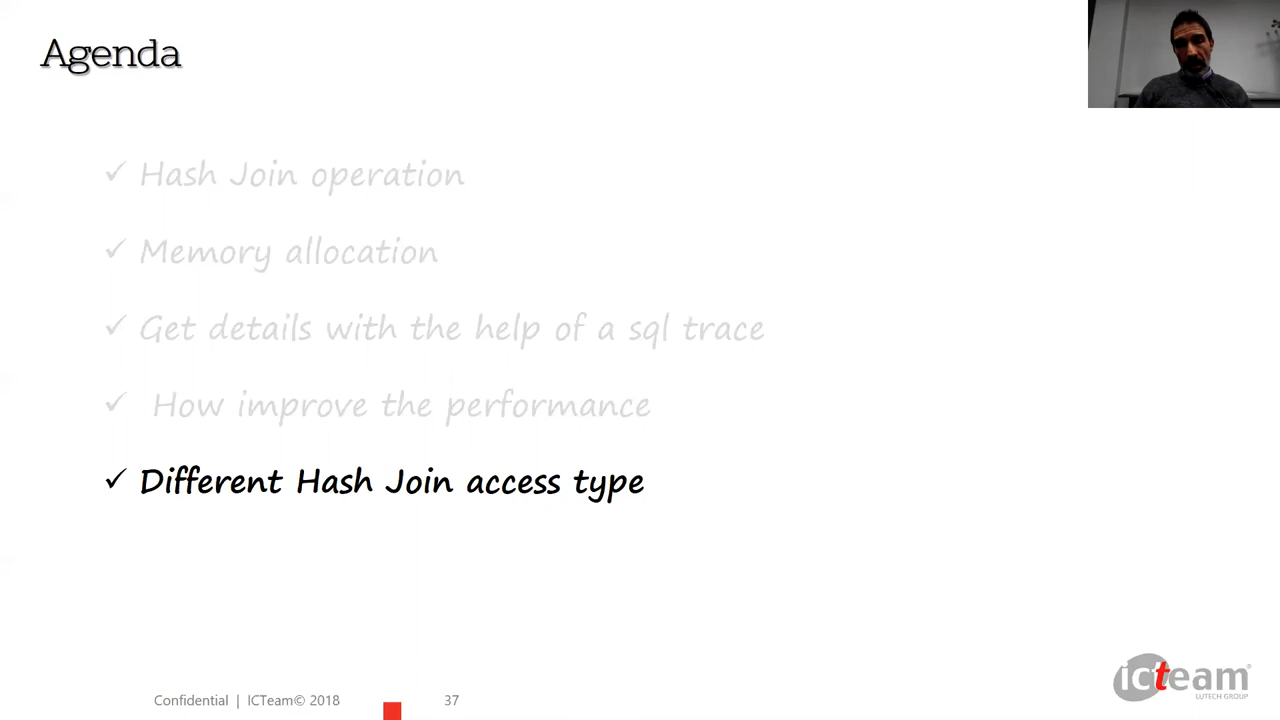 Agenda
✓ Hash Join operation
✓ Memory allocation
✓ Get details with the help of a sql trace
✓ How improve the performance
✓ Different Hash Join access type
Confidential | ICTeam© 2018
37
icteam®
LUTECH GROUP